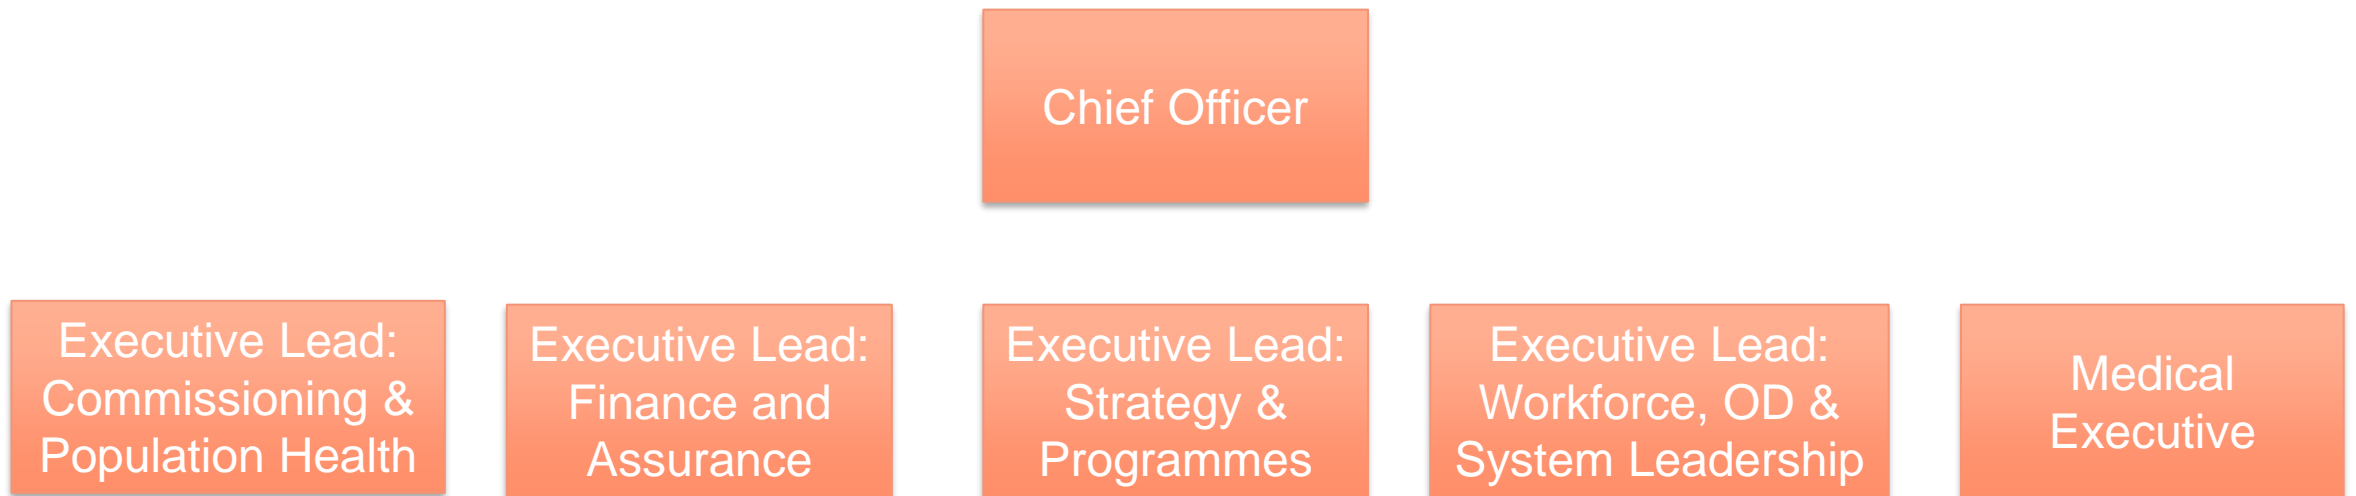 Chief Officer
Executive Lead:
Commissioning &
Population Health
Executive Lead:
Finance and
Assurance
Executive Lead:
Strategy &
Programmes
Executive Lead:
Workforce, OD &
System Leadership
Medical
Executive